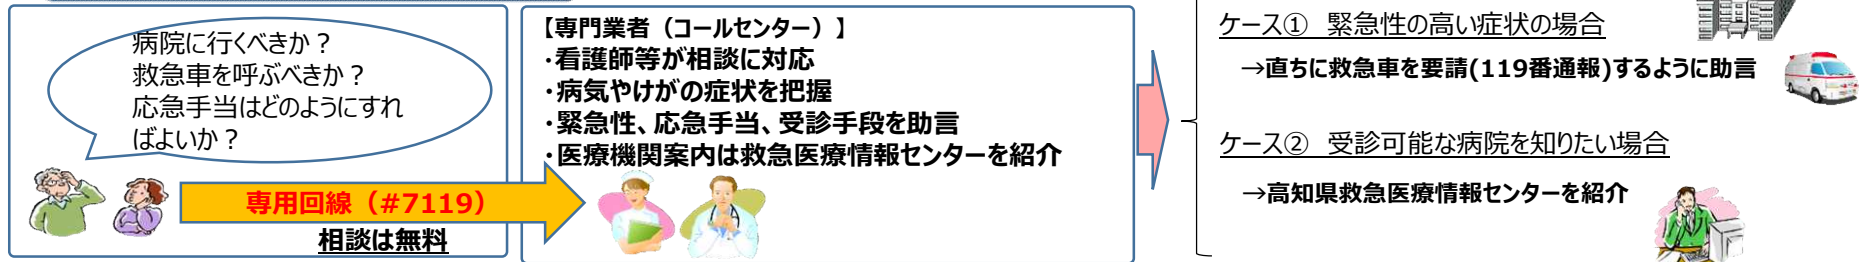 病院に行くべきか？
救急車を呼ぶべきか？
応急手当はどのようにすれ
ばよいか？
専用回線（#7119）
相談は無料
【専門業者（コールセンター）】
・看護師等が相談に対応
・病気やけがの症状を把握
・緊急性、応急手当、受診手段を助言
・医療機関案内は救急医療情報センターを紹介
ケース①　緊急性の高い症状の場合
→直ちに救急車を要請(119番通報)するように助言
ケース②　受診可能な病院を知りたい場合
→高知県救急医療情報センターを紹介